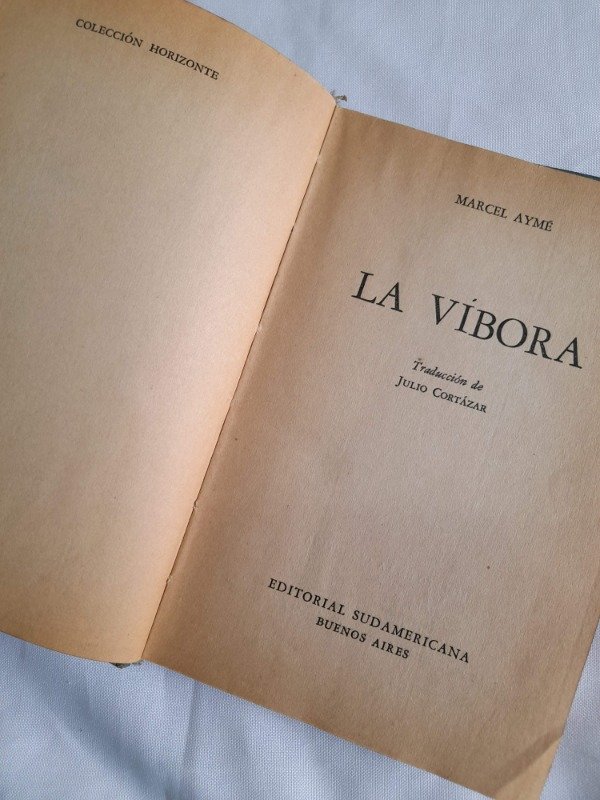 COLECCIÓN HORIZONTE
MARCEL AYMÉ
LA VÍBORA
Traducción de
JULIO CORTÁZAR
EDITORIAL SUDAMERICANA
BUENOS AIRES